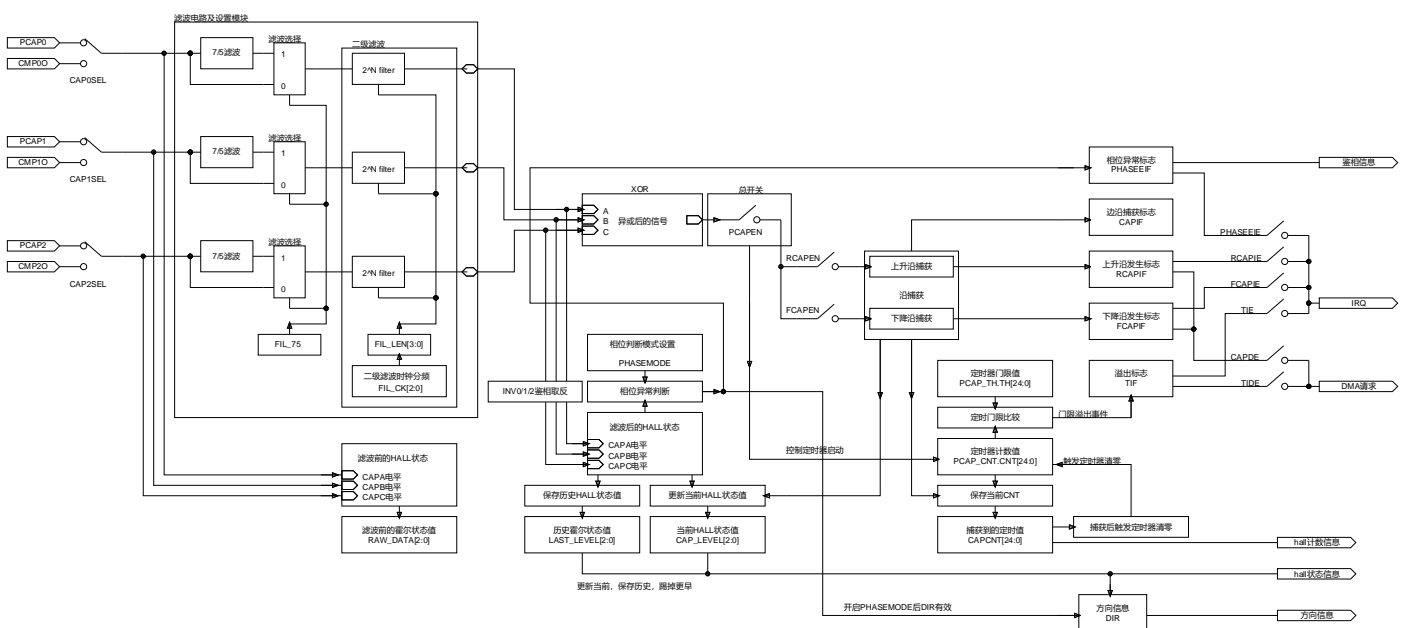 滤波电路及设置模块
PCAP0
CMP0O
CAP0SEL
7/5滤波
滤波选择
1
0
二级滤波
2^N filter
PCAP1
CMP1O
CAP1SEL
7/5滤波
滤波选择
1
0
2^N filter
PCAP2
CMP2O
CAP2SEL
7/5滤波
滤波选择
1
0
2^N filter
FIL_75
FIL_LEN[3:0]
二级滤波时钟分频
FIL_CK[2:0]
XOR
A
B
C
异或后的信号
总开关
PCAPEN
RCAPEN
FCAPEN
上升沿捕获
沿捕获
下降沿捕获
相位异常标志
PHASEEIF
边沿捕获标志
CAPIF
上升沿发生标志
RCAPIF
下降沿发生标志
FCAPIF
溢出标志
TIF
PHASEEIE
RCAPIE
FCAPIE
TIE
CAPDE
TIDE
鉴相信息
IRQ
DMA请求
相位判断模式设置
PHASEMODE
INV0/1/2鉴相取反
相位异常判断
滤波后的HALL状态
CAPA电平
CAPB电平
CAPC电平
定时器门限值
PCAP_TH.TH[24:0]
定时门限比较
门限溢出事件
控制定时器启动
定时器计数值
PCAP_CNT.CNT[24:0]
触发定时器清零
保存当前CNT
捕获到的定时值
CAPCNT[24:0]
捕获后触发定时器清零
滤波前的HALL状态
CAPA电平
CAPB电平
CAPC电平
滤波前的霍尔状态值
RAW_DATA[2:0]
保存历史HALL状态值
更新当前HALL状态值
历史霍尔状态值
LAST_LEVEL[2:0]
当前HALL状态值
CAP_LEVEL[2:0]
更新当前，保存历史，踢掉更早
开启PHASEMODE后DIR有效
方向信息
DIR
hall计数信息
hall状态信息
方向信息